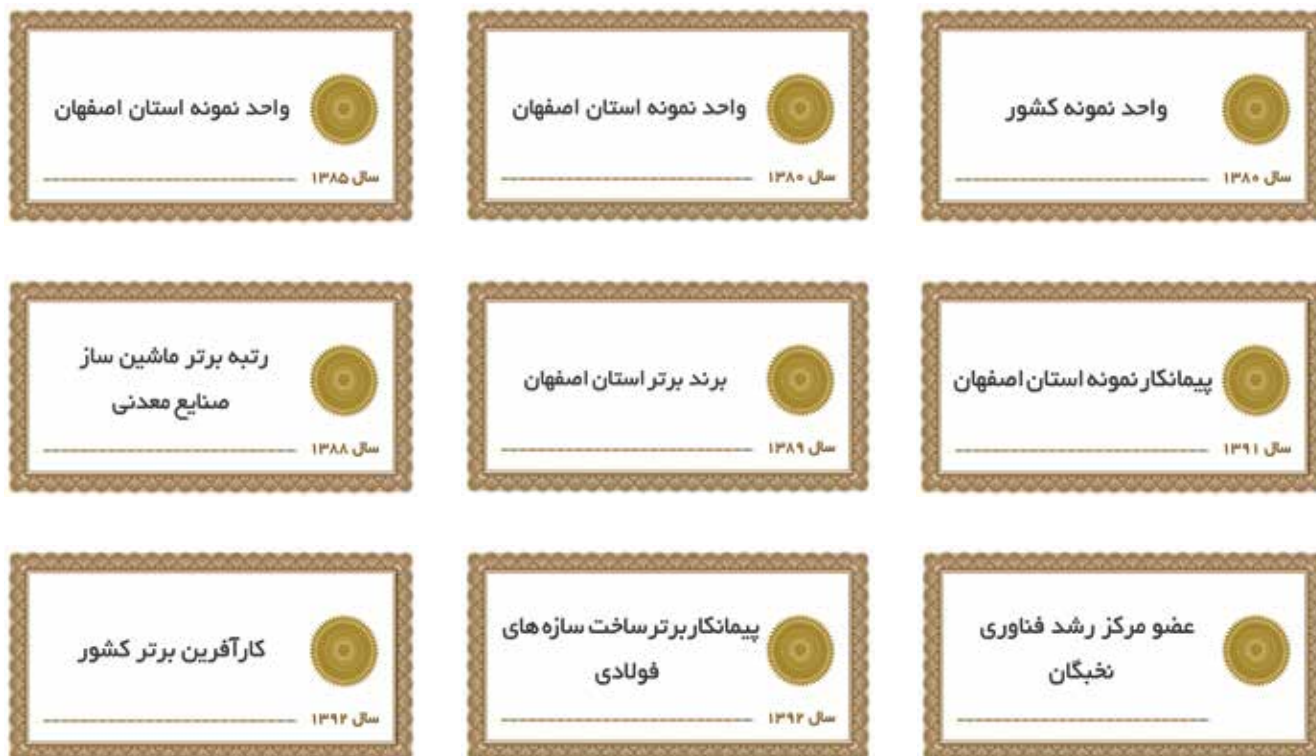 واحد نمونه کشور
سال ۱۳۸۰
واحد نمونه استان اصفهان
سال ۱۳۸۰
واحد نمونه استان اصفهان
سال ۱۳۸۵
پیمانکار نمونه استان اصفهان
سال ۱۳۹۱
برند برتر استان اصفهان
سال ۱۳۸۹
رتبه برتر ماشین ساز
صنایع معدنی
سال ۱۳۸۸
عضو مرکز رشد فناوری
نخبگان
پیمانکار برتر ساخت سازه های
فولادی
سال ۱۳۹۲
کارآفرین برتر کشور
سال ۱۳۹۲